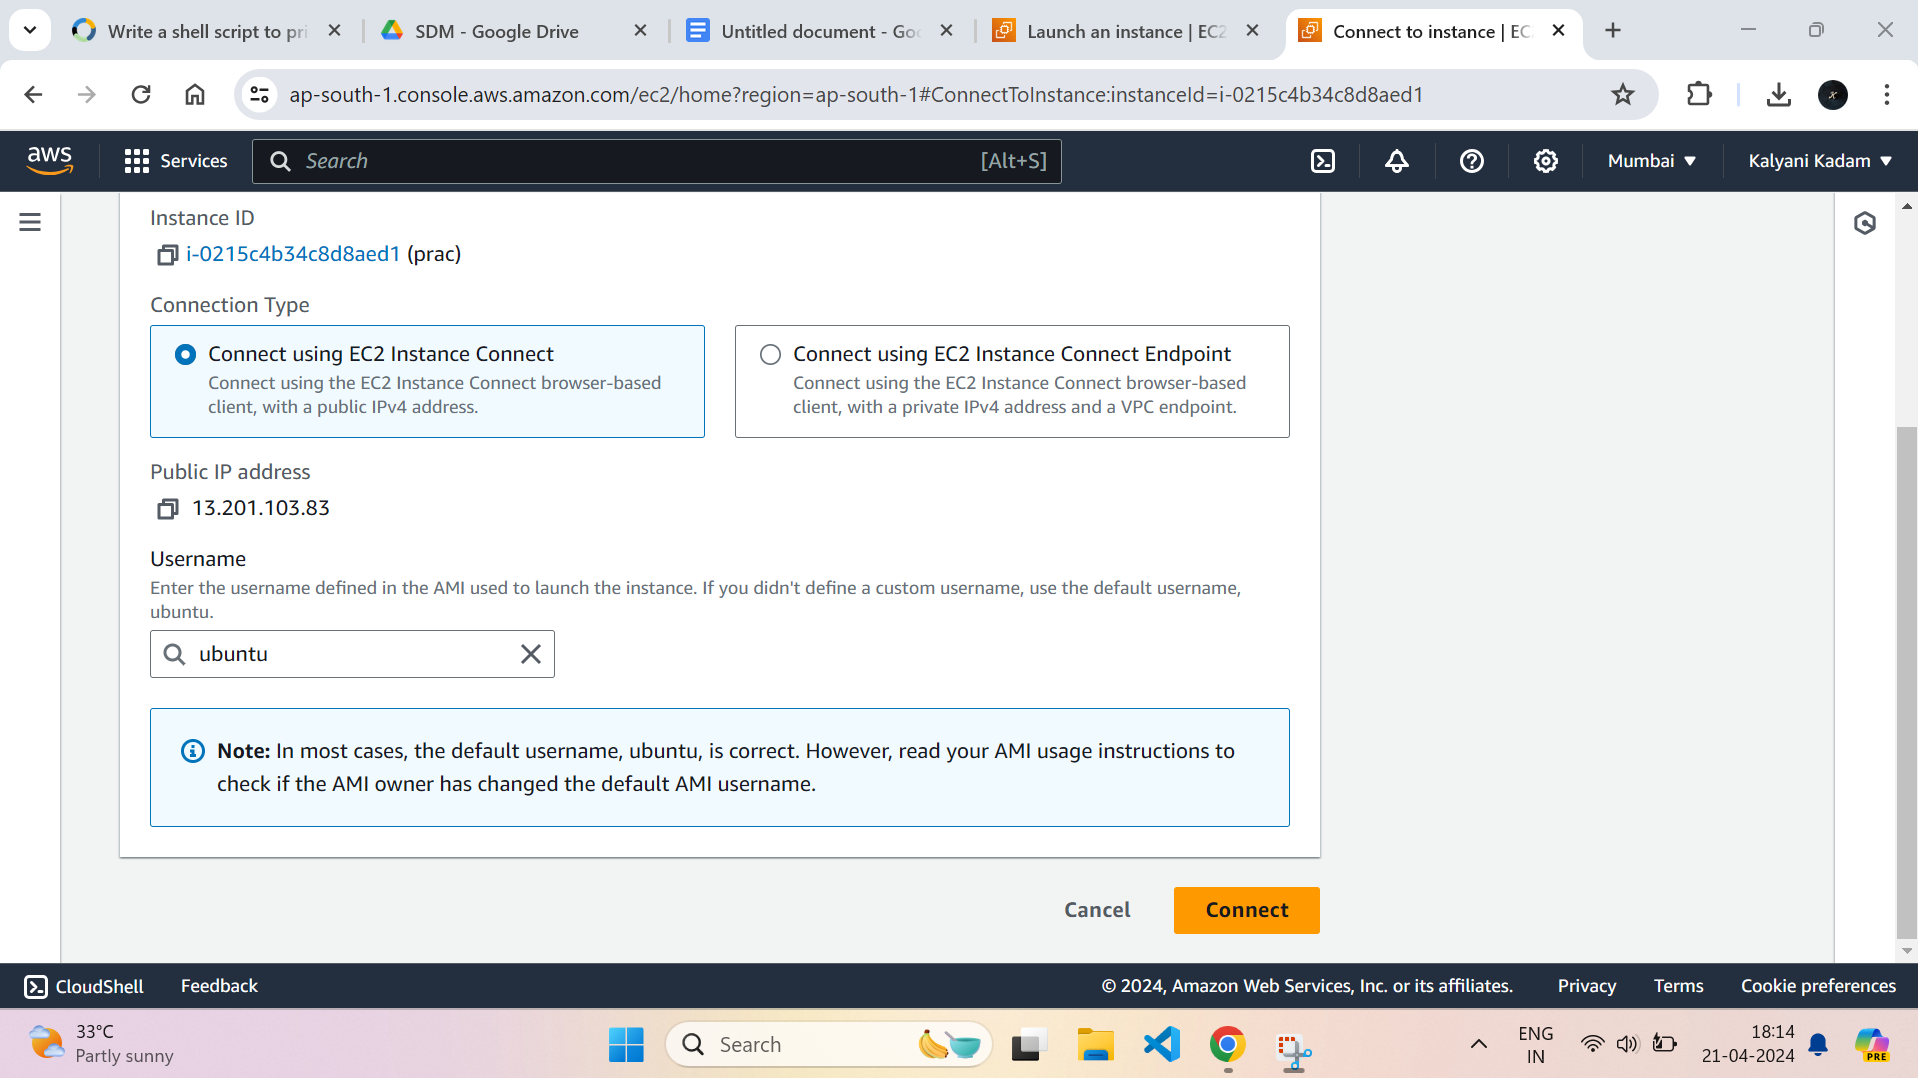 Write a shell script to pri
SDM - Google Drive
Untitled document - Goo
Launch an instance | EC2
Connect to instance | EC
ap-south-1.console.aws.amazon.com/ec2/home?region=ap-south-1#ConnectToInstance:instanceId=i-0215c4b34c8d8aed1
aws
Services
Search
[Alt+S]
Mumbai
Kalyani Kadam
Instance ID
i-0215c4b34c8d8aed1 (prac)
Connection Type
Connect using EC2 Instance Connect
Connect using the EC2 Instance Connect browser-based
client, with a public IPv4 address.
Connect using EC2 Instance Connect Endpoint
Connect using the EC2 Instance Connect browser-based
client, with a private IPv4 address and a VPC endpoint.
Public IP address
13.201.103.83
Username
Enter the username defined in the AMI used to launch the instance. If you didn't define a custom username, use the default username,
ubuntu.
ubuntu
Note: In most cases, the default username, ubuntu, is correct. However, read your AMI usage instructions to
check if the AMI owner has changed the default AMI username.
Cancel
Connect
CloudShell
Feedback
© 2024, Amazon Web Services, Inc. or its affiliates.
Privacy
Terms
Cookie preferences
33°C
Partly sunny
Search
ENG
IN
18:14
21-04-2024
PRE